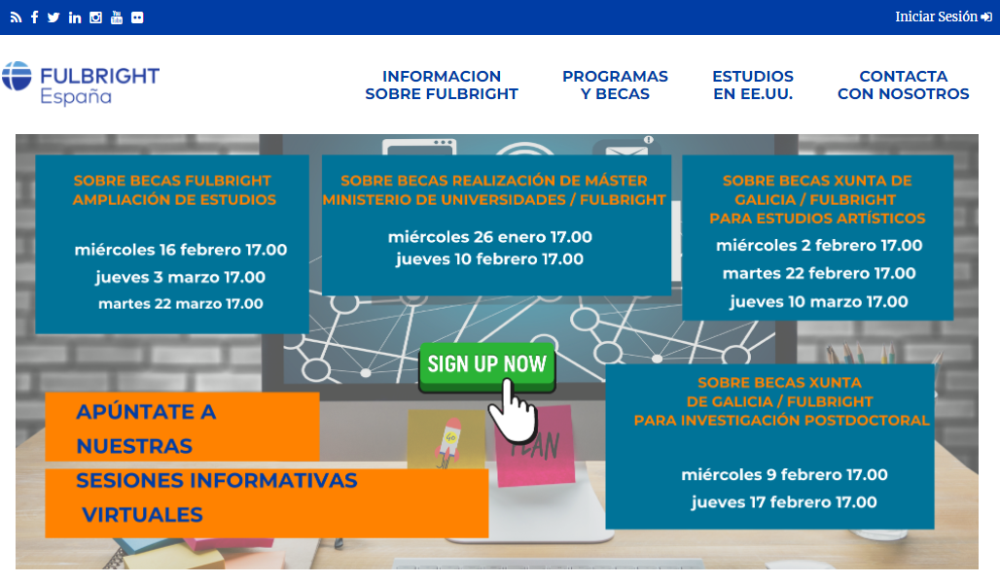 Iniciar Sesión
FULBRIGHT
España
INFORMACION
SOBRE FULBRIGHT
PROGRAMAS
Y BECAS
ESTUDIOS
EN EE.UU.
CONTACTA
CON NOSOTROS
SOBRE BECAS FULBRIGHT
AMPLIACIÓN DE ESTUDIOS
miércoles 16 febrero 17.00
jueves 3 marzo 17.00
martes 22 marzo 17.00
SOBRE BECAS REALIZACIÓN DE MÁSTER
MINISTERIO DE UNIVERSIDADES / FULBRIGHT
miércoles 26 enero 17.00
jueves 10 febrero 17.00
SOBRE BECAS XUNTA DE
GALICIA / FULBRIGHT
PARA ESTUDIOS ARTÍSTICOS
miércoles 2 febrero 17.00
martes 22 febrero 17.00
jueves 10 marzo 17.00
SIGN UP NOW
SOBRE BECAS XUNTA
DE GALICIA / FULBRIGHT
PARA INVESTIGACIÓN POSTDOCTORAL
miércoles 9 febrero 17.00
jueves 17 febrero 17.00
APÚNTATE A
NUESTRAS
SESIONES INFORMATIVAS
VIRTUALES
PLAN